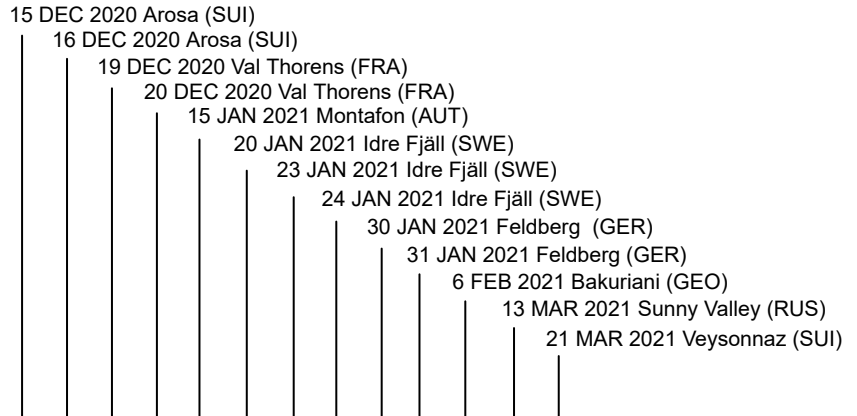 15 DEC 2020 Arosa (SUI)
16 DEC 2020 Arosa (SUI)
19 DEC 2020 Val Thorens (FRA)
20 DEC 2020 Val Thorens (FRA)
15 JAN 2021 Montafon (AUT)
20 JAN 2021 Idre Fjäll (SWE)
23 JAN 2021 Idre Fjäll (SWE)
24 JAN 2021 Idre Fjäll (SWE)
30 JAN 2021 Feldberg (GER)
31 JAN 2021 Feldberg (GER)
6 FEB 2021 Bakuriani (GEO)
13 MAR 2021 Sunny Valley (RUS)
21 MAR 2021 Veysonnaz (SUI)